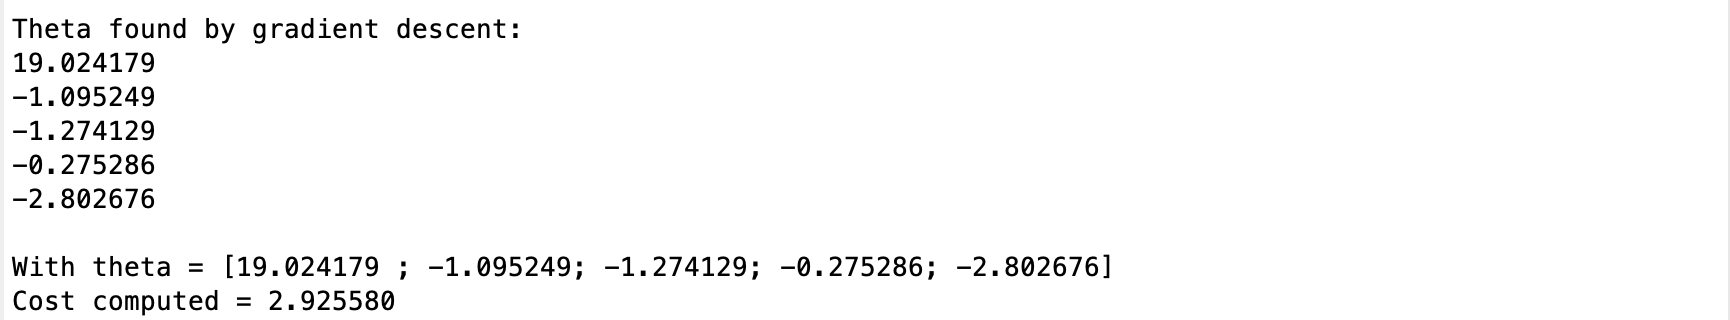 Theta found by gradient descent:
19.024179
-1.095249
-1.274129
-0.275286
-2.802676
With theta = [19.024179 ; -1.095249; -1.274129; -0.275286; -2.802676]
Cost computed = 2.925580